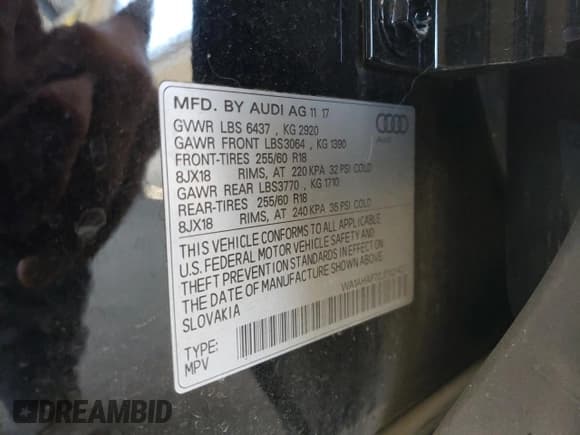 MFD. BY AUDI AG 11 17
GVWR LBS 6437 , KG 2920
GAWR FRONT LBS3064 , KG 1390
FRONT-TIRES 255/60 R18
8JX18 RIMS, AT 220 KPA 32 PSI COLD
GAWR REAR LBS3770 , KG 1710
REAR-TIRES 255/60 R18
8JX18 RIMS, AT 240 KPA 35 PSI COLD
THIS VEHICLE CONFORMS TO ALL APPLICABLE
U.S. FEDERAL MOTOR VEHICLE SAFETY AND
THEFT PREVENTION STANDARDS IN EFFECT ON
THE DATE OF MANUFACTURE SHOWN ABOVE.
SLOVAKIA
TYPE:
MPV
Audi
DREAMBID